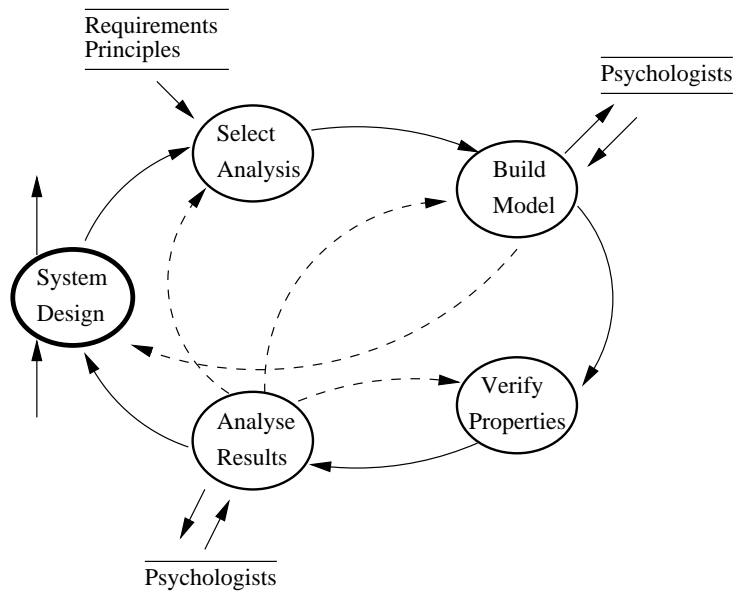 Requirements
Principles
Psychologists
Select
Analysis
Build
Model
System
Design
Verify
Properties
Analyse
Results
Psychologists